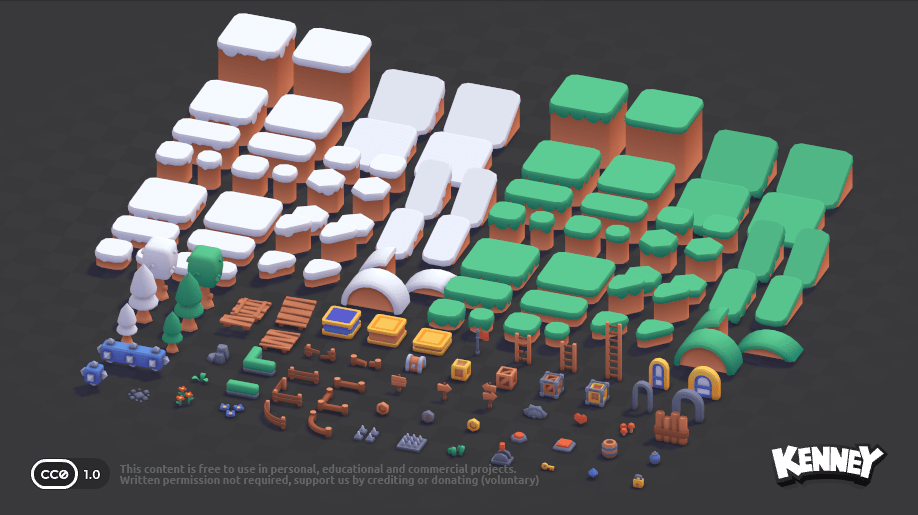 CC0 1.0
This content is free to use in personal, educational and commercial projects.
Written permission not required, support us by crediting or donating (voluntary)
KENNEY